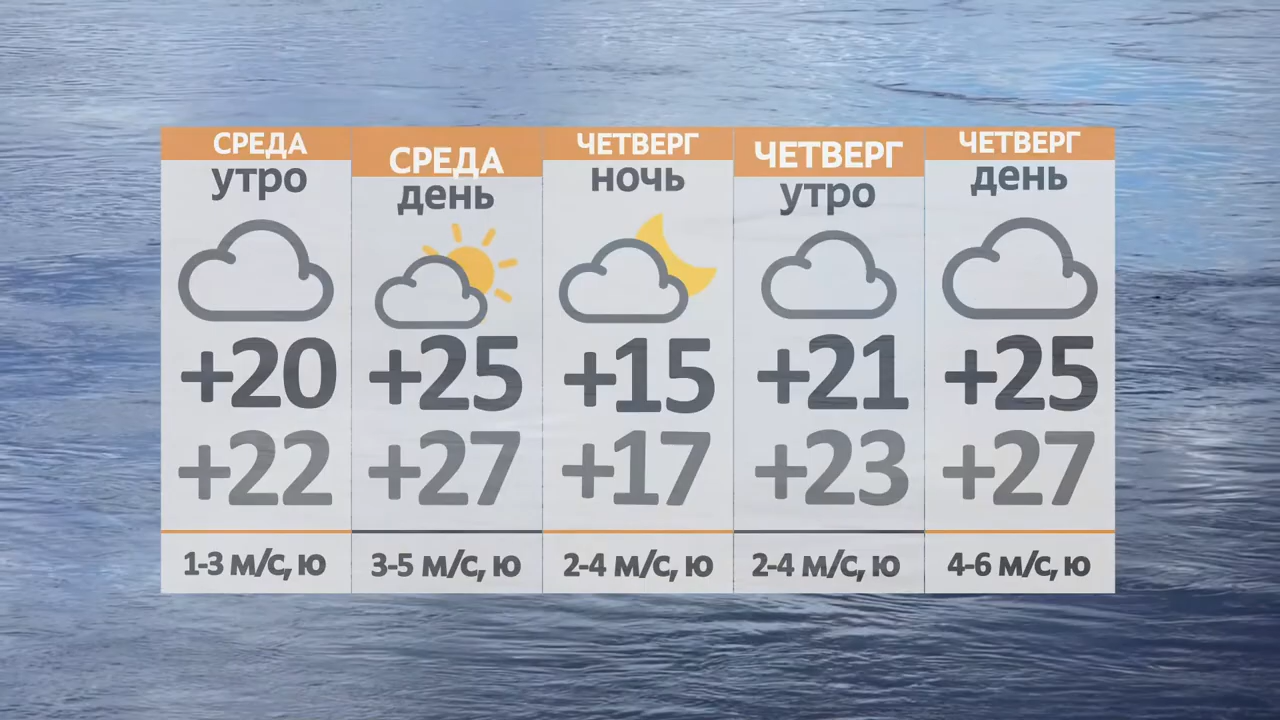 СРЕДА
утро
+20
+22
1-3 м/с, ю
СРЕДА
день
+25
+27
3-5 м/с, ю
ЧЕТВЕРГ
ночь
+15
+17
2-4 м/с, ю
ЧЕТВЕРГ
утро
+21
+23
2-4 м/с, ю
ЧЕТВЕРГ
день
+25
+27
4-6 м/с, ю